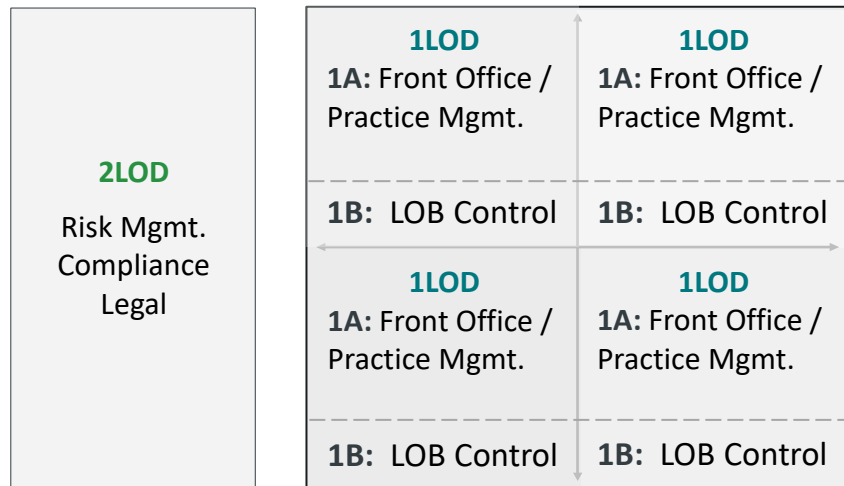 2LOD
Risk Mgmt.
Compliance
Legal
1LOD
1A: Front Office /
Practice Mgmt.
1B: LOB Control
1LOD
1A: Front Office /
Practice Mgmt.
1B: LOB Control
1LOD
1A: Front Office /
Practice Mgmt.
1B: LOB Control
1LOD
1A: Front Office /
Practice Mgmt.
1B: LOB Control